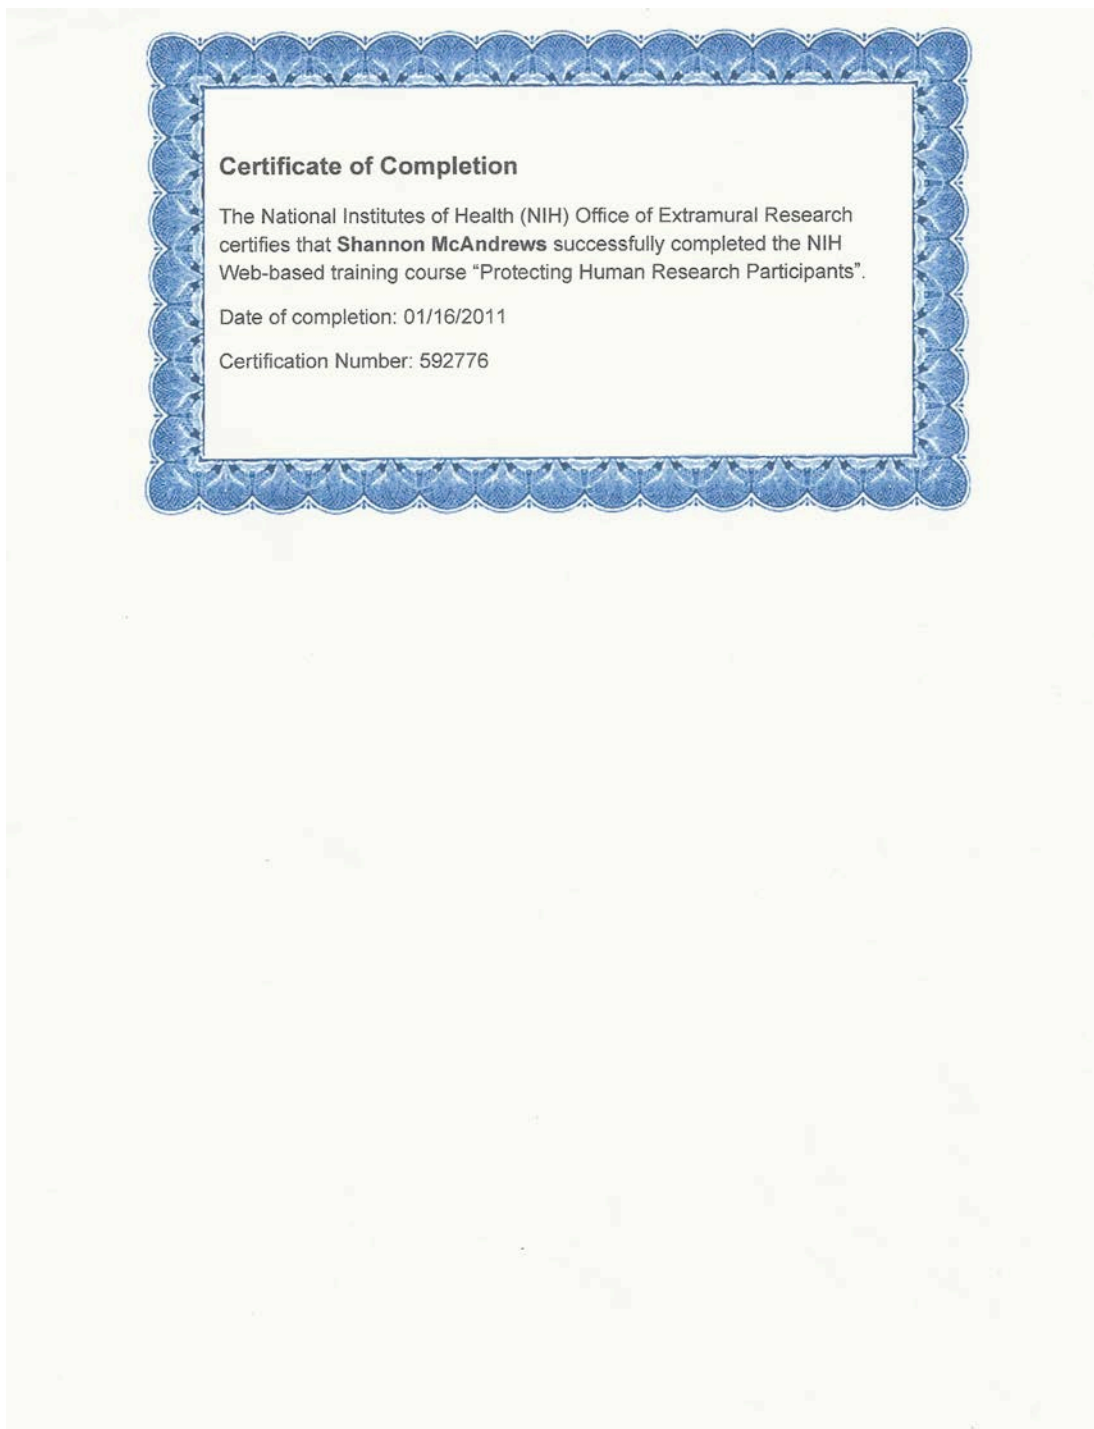 Certificate of Completion
The National Institutes of Health (NIH) Office of Extramural Research
certifies that Shannon McAndrews successfully completed the NIH
Web-based training course “Protecting Human Research Participants”.
Date of completion: 01/16/2011
Certification Number: 592776